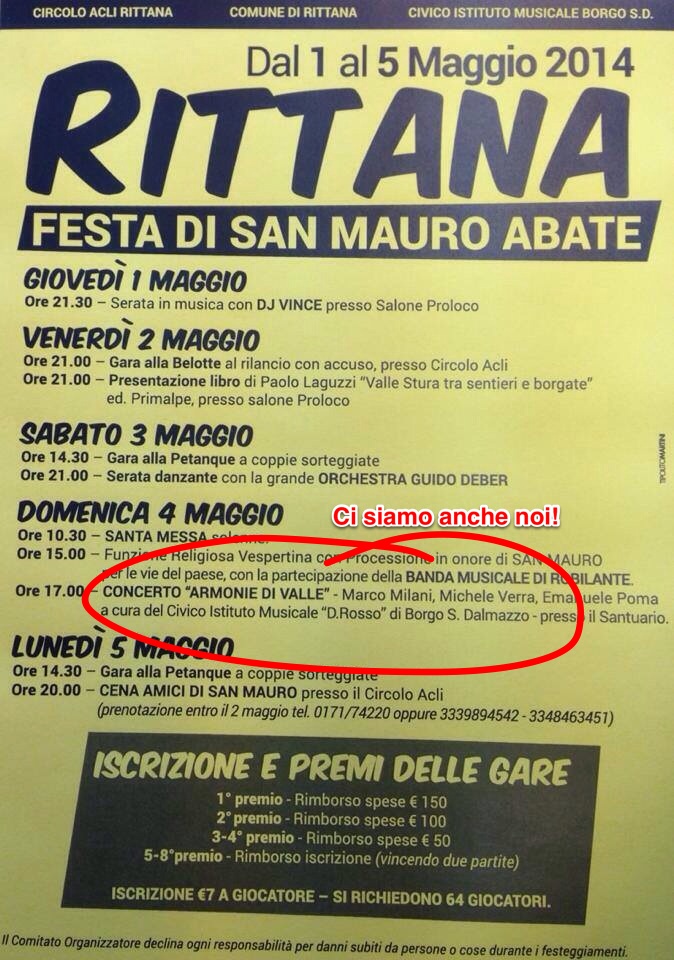 CIRCOLO ACLI RITTANA COMUNE DI RITTANA CIVICO ISTITUTO MUSICALE BORGO S.D.
Dal 1 al 5 Maggio 2014
RITTANA
FESTA DI SAN MAURO ABATE
GIOVEDÌ 1 MAGGIO
Ore 21.30 – Serata in musica con DJ VINCE presso Salone Proloco
VENERDÌ 2 MAGGIO
Ore 21.00 – Gara alla Belotte al rilancio con accuso, presso Circolo Acli
Ore 21.00 – Presentazione libro di Paolo Laguzzi "Valle Stura tra sentieri e borgate"
ed. Primalpe, presso salone Proloco
SABATO 3 MAGGIO
Ore 14.30 – Gara alla Petanque a coppie sorteggiate
Ore 21.00 – Serata danzante con la grande ORCHESTRA GUIDO DEBER
TIPOLITOMARTINI
DOMENICA 4 MAGGIO
Ci siamo anche noi!
Ore 10.30 – SANTA MESSA solenne.
Ore 15.00 – Funzione Religiosa Vespertina con Processione in onore di SAN MAURO
per le vie del paese, con la partecipazione della BANDA MUSICALE DI ROBILANTE.
Ore 17.00 – CONCERTO "ARMONIE DI VALLE" - Marco Milani, Michele Verra, Emanuele Poma
a cura del Civico Istituto Musicale "D.Rosso" di Borgo S. Dalmazzo - presso il Santuario.
LUNEDÌ 5 MAGGIO
Ore 14.30 – Gara alla Petanque a coppie sorteggiate
Ore 20.00 – CENA AMICI DI SAN MAURO presso il Circolo Acli
(prenotazione entro il 2 maggio tel. 0171/74220 oppure 3339894542 - 3348463451)
ISCRIZIONE E PREMI DELLE GARE
1° premio - Rimborso spese € 150
2° premio - Rimborso spese € 100
3-4° premio - Rimborso spese € 50
5-8°premio - Rimborso iscrizione (vincendo due partite)
ISCRIZIONE €7 A GIOCATORE – SI RICHIEDONO 64 GIOCATORI.
Il Comitato Organizzatore declina ogni responsabilità per danni subiti da persone o cose durante i festeggiamenti.